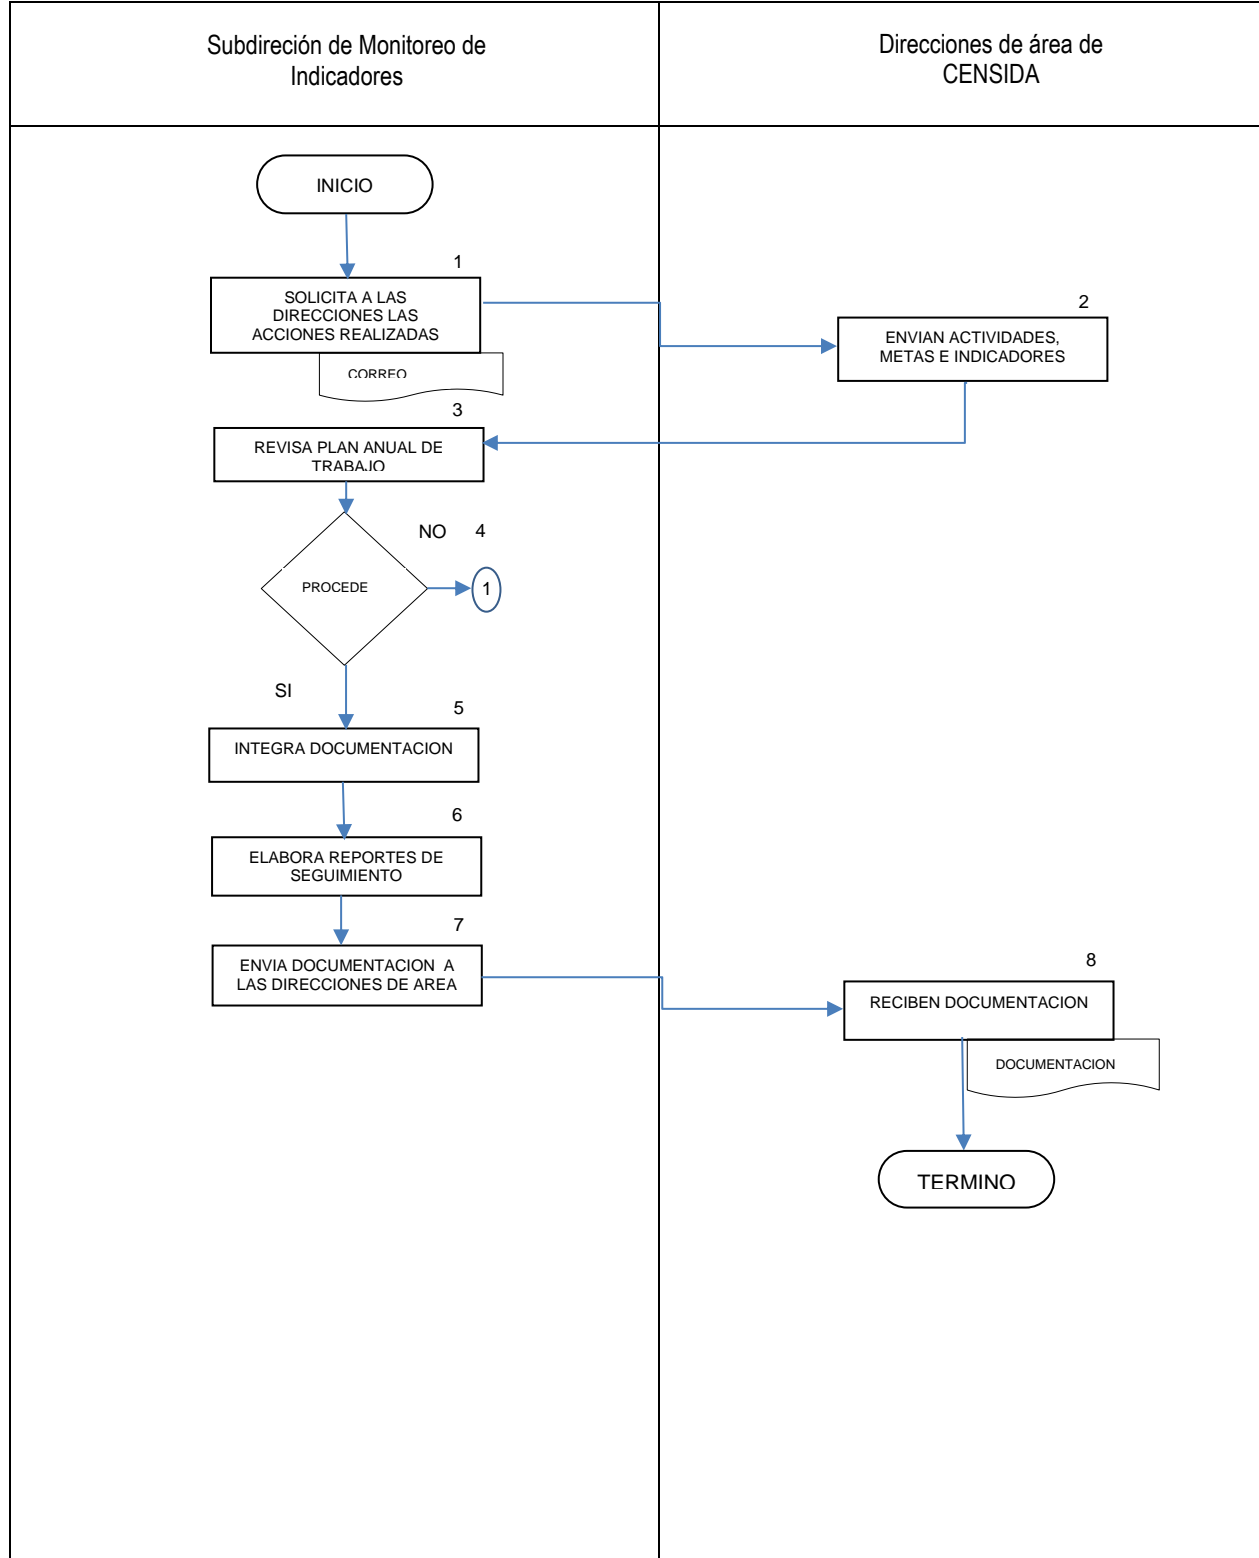 Subdireción de Monitoreo de
Indicadores
Direcciones de área de
CENSIDA
INICIO
1
SOLICITA A LAS
DIRECCIONES LAS
ACCIONES REALIZADAS
CORREO
2
ENVIAN ACTIVIDADES,
METAS E INDICADORES
3
REVISA PLAN ANUAL DE
TRABAJO
NO 4
PROCEDE
1
SI
5
INTEGRA DOCUMENTACION
6
ELABORA REPORTES DE
SEGUIMIENTO
7
ENVIA DOCUMENTACION A
LAS DIRECCIONES DE AREA
8
RECIBEN DOCUMENTACION
DOCUMENTACION
TERMINO